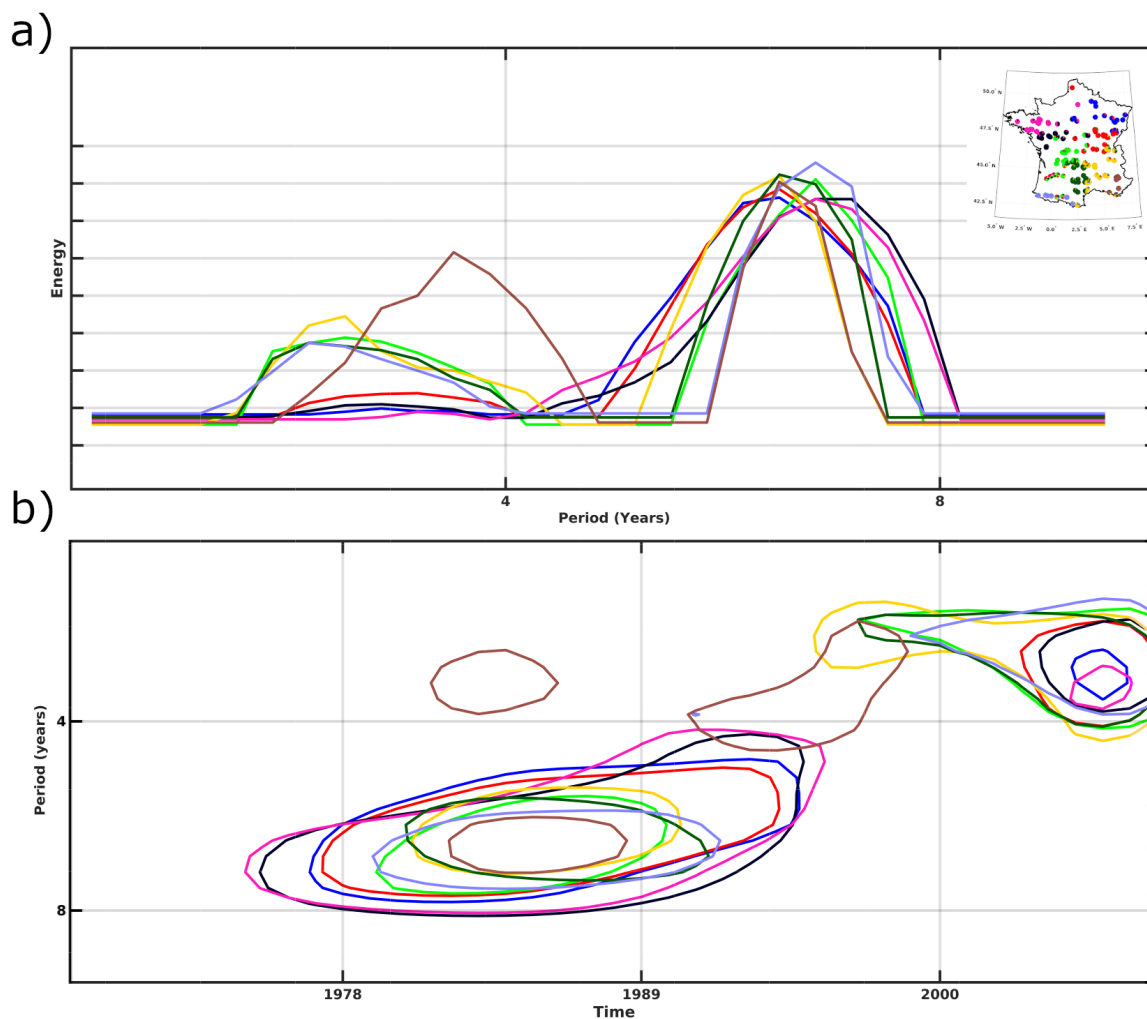 a)
Energy
4
8
Period (Years)
50.0° N
47.5° N
45.0° N
42.5° N
5.0° W
2.5° W
0.0°
2.5° E
5.0° E
7.5° E
b)
Period (years)
4
8
1978
1989
2000
Time